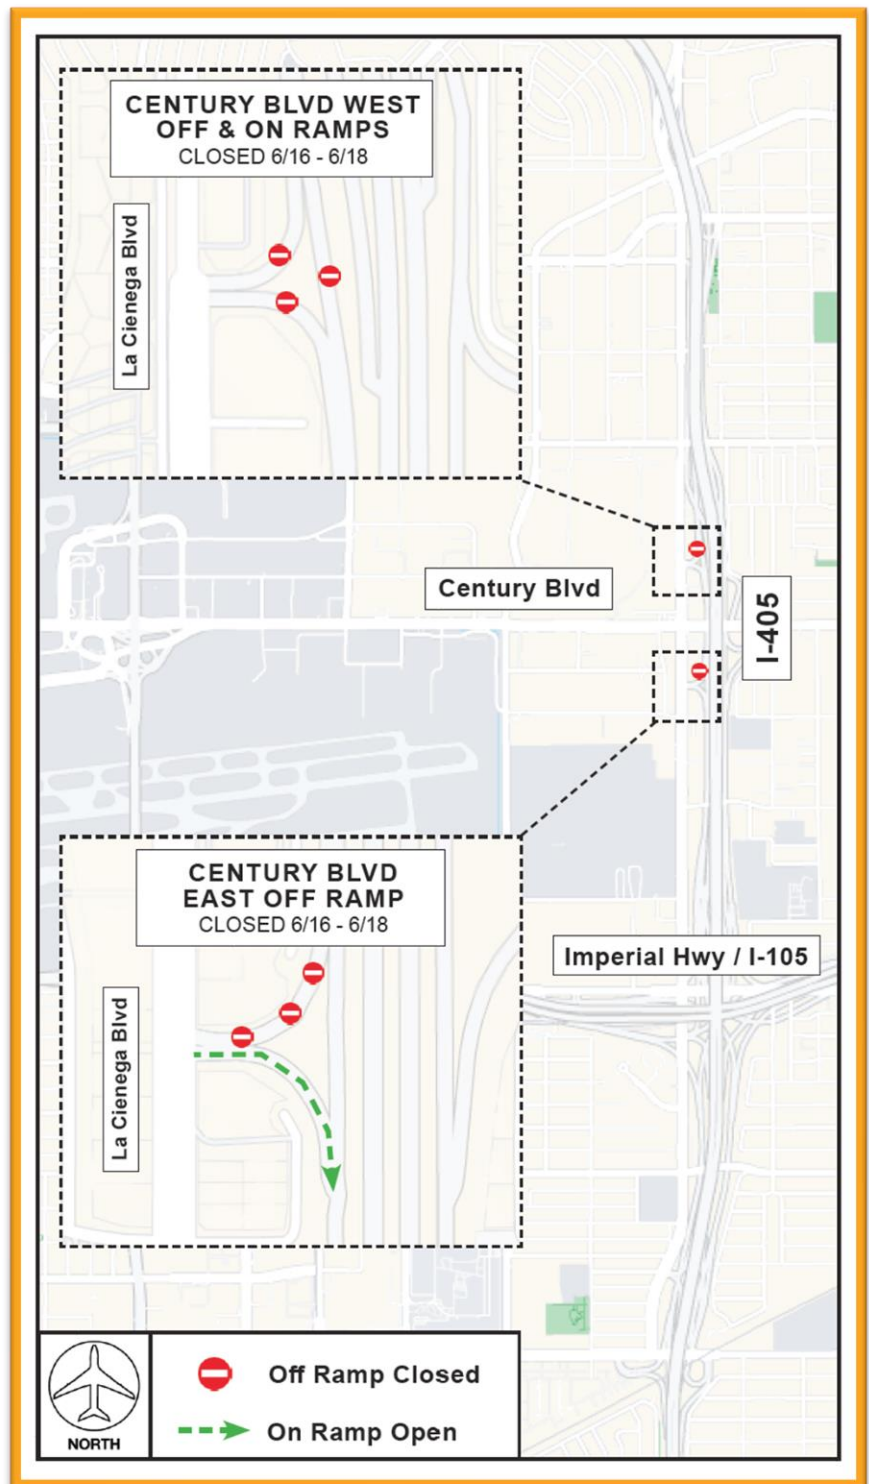 CENTURY BLVD WEST
OFF & ON RAMPS
CLOSED 6/16 - 6/18
La Cienega Blvd
Century Blvd
I-405
CENTURY BLVD
EAST OFF RAMP
CLOSED 6/16 - 6/18
Imperial Hwy / I-105
La Cienega Blvd
NORTH
Off Ramp Closed
On Ramp Open